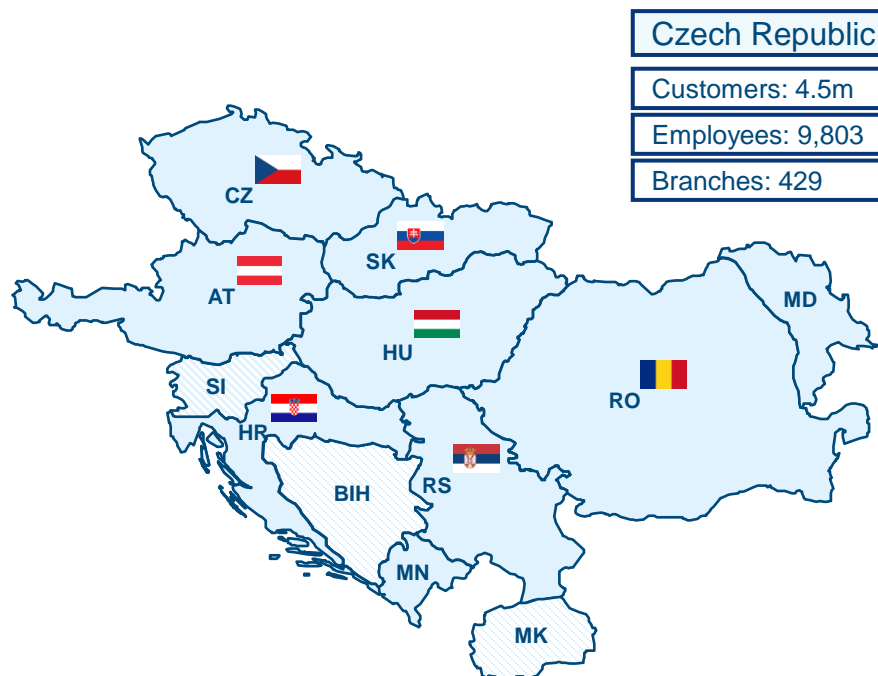 Czech Republic
Customers: 4.5m
Employees: 9,803
Branches: 429
CZ
SK
AT
MD
HU
SI
RO
HR
RS
BIH
MN
MK